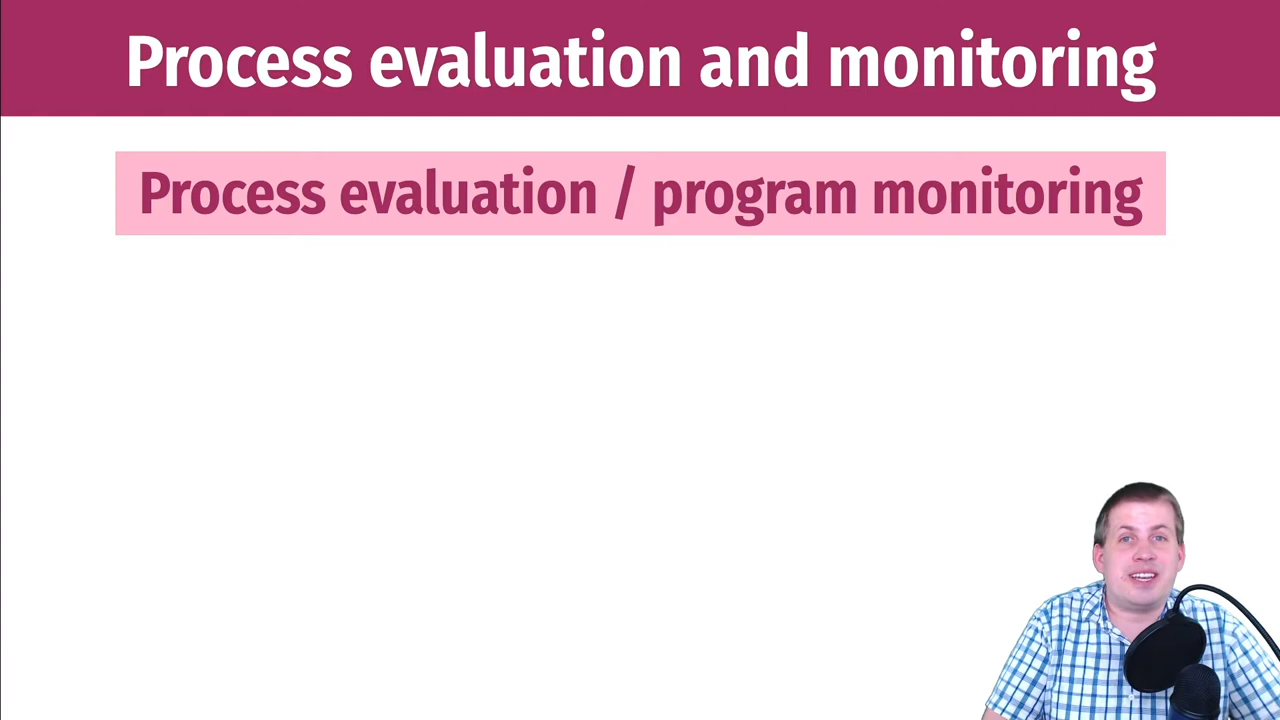 Process evaluation and monitoring
Process evaluation / program monitoring